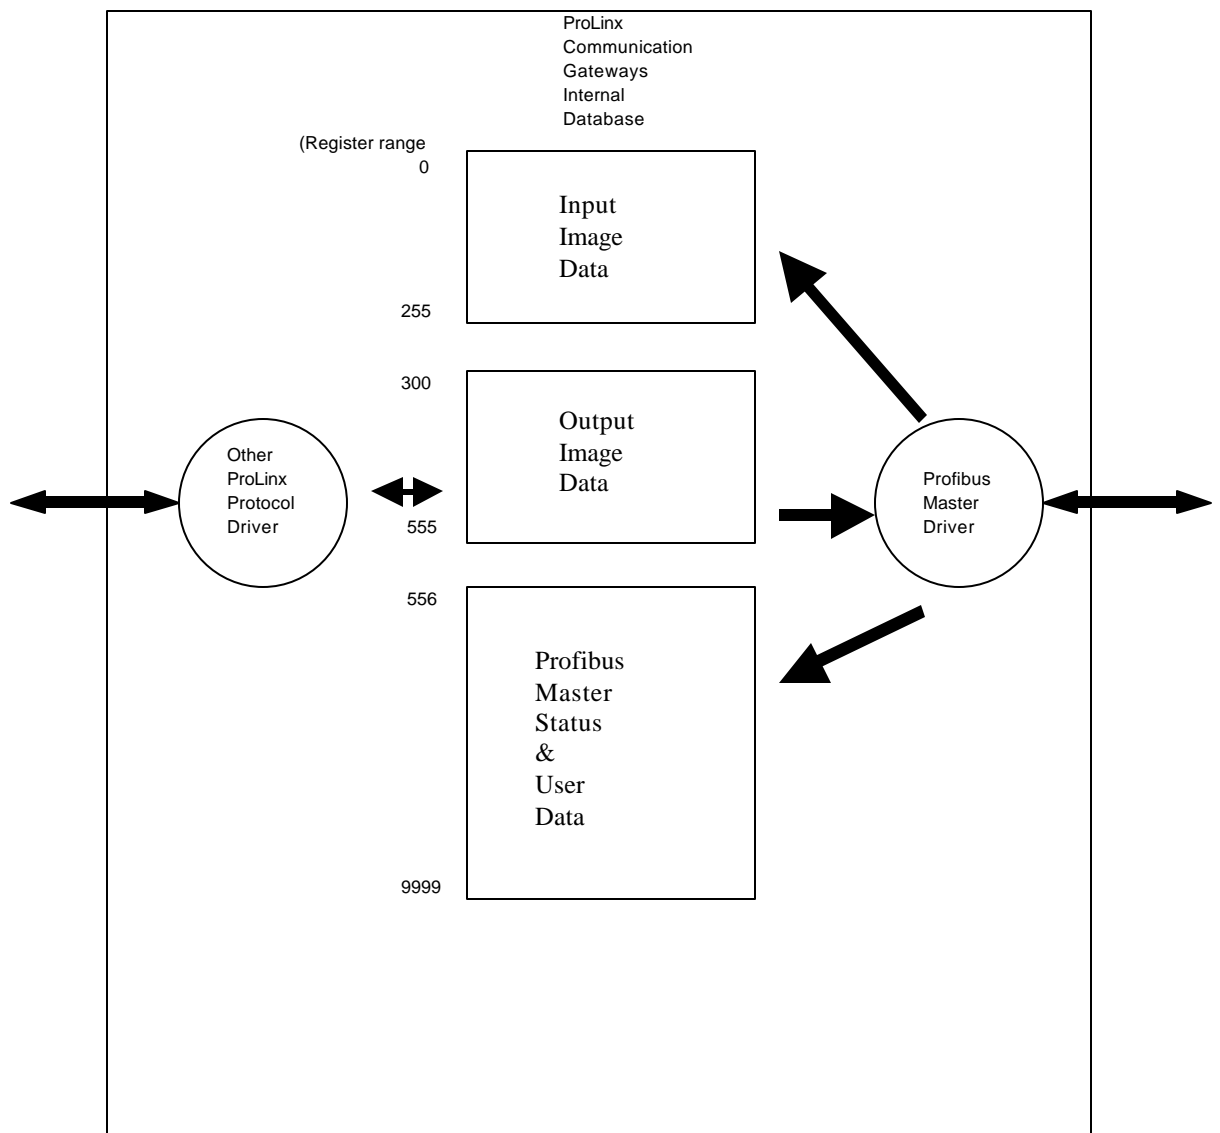 ProLinx
Communication
Gateways
Internal
Database
(Register range
0
Input
Image
Data
255
300
Output
Image
Data
555
Other
ProLinx
Protocol
Driver
Profibus
Master
Driver
556
Profibus
Master
Status
&
User
Data
9999